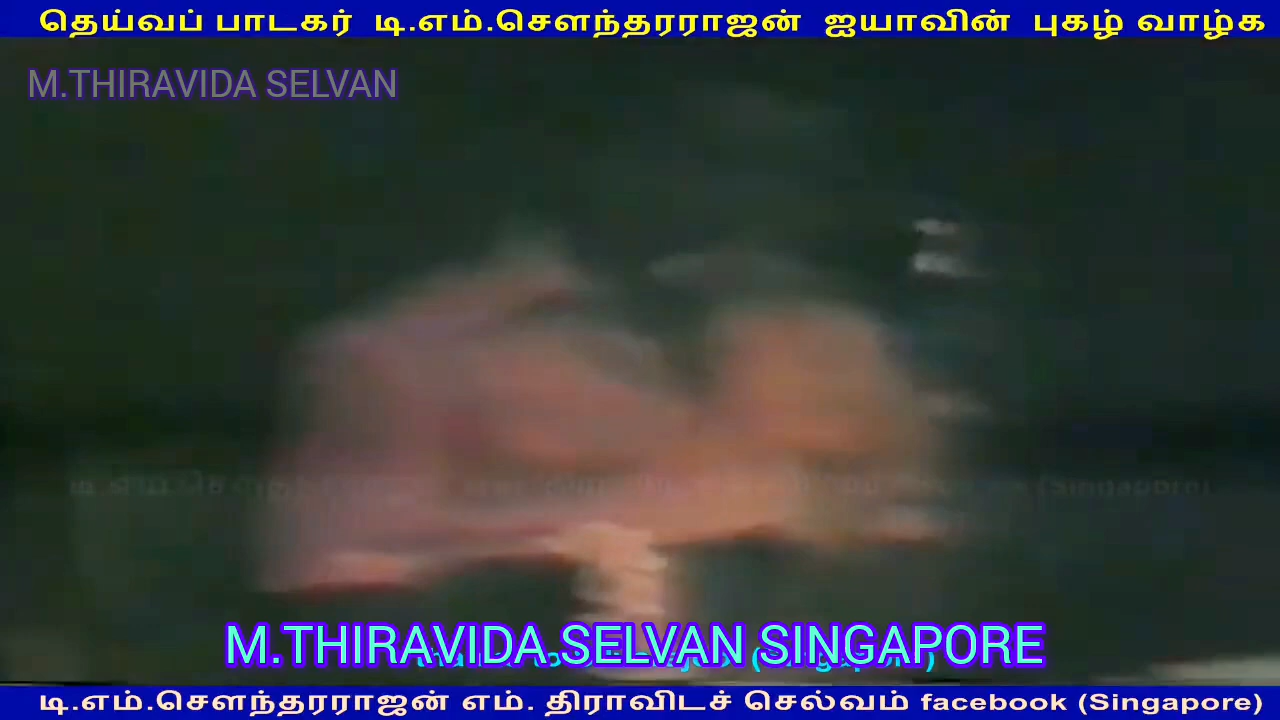 தெய்வப் பாடகர் டி.எம்.சௌந்தரராஜன் ஐயாவின் புகழ் வாழ்க
M.THIRAVIDA SELVAN
M.THIRAVIDA SELVAN SINGAPORE
டி.எம்.சௌந்தரராஜன் எம். திராவிடச் செல்வம் facebook (Singapore)